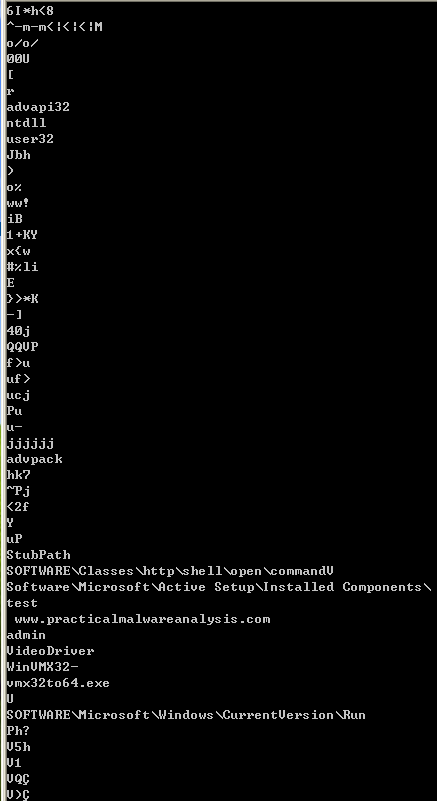 6I*h<8
^-m-m<|<|<|M
o/o/
00U
[
r
advapi32
ntdll
user32
Jbh
)
o%
ww!
iB
1+KY
x{w
#%li
E
}>*K
-]
40j
QQVP
f>u
uf>
ucj
Pu
u-
jjjjjj
advpack
hk7
^Pj
<2f
Y
uP
StubPath
SOFTWARE\Classes\http\shell\open\commandV
Software\Microsoft\Active Setup\Installed Components\
test
www.practicalmalwareanalysis.com
admin
VideoDriver
WinVMX32-
vmx32to64.exe
U
SOFTWARE\Microsoft\Windows\CurrentVersion\Run
Ph?
V5h
V1
VQÇ
V>Ç